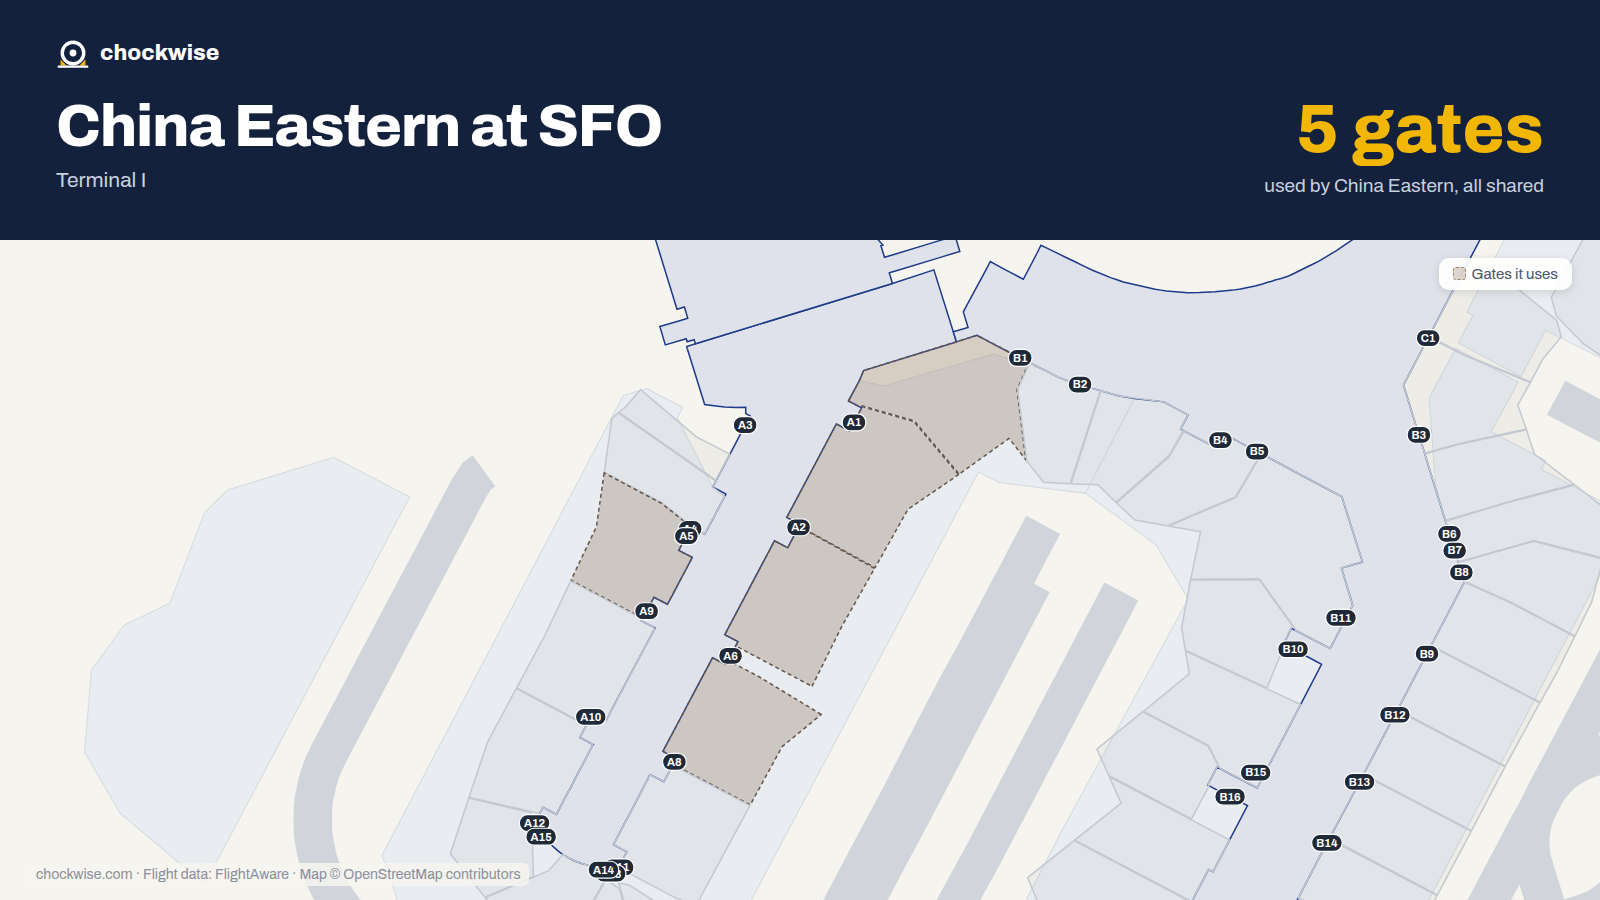 chockwise
China Eastern at SFO
Terminal I
5 gates
used by China Eastern, all shared
Gates it uses
C1
B1
B2
A3
A1
B3
B4
B5
A2
A5
B6
B7
B8
A9
B11
B10
A6
B9
A10
B12
A8
B15
B13
B16
A12
A15
B14
A14
chockwise.com · Flight data: FlightAware · Map © OpenStreetMap contributors